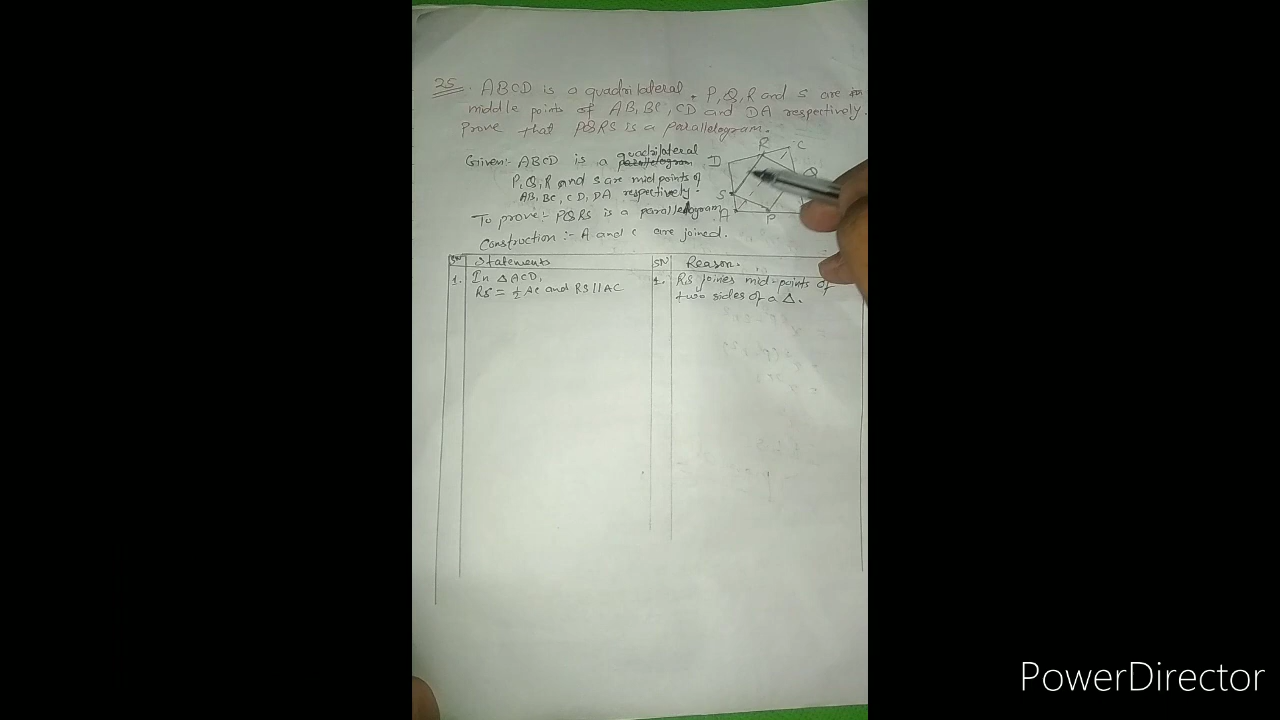 25. ABCD is a quadrilateral. P, Q, R and S are the
middle points of AB, BC, CD and DA respectively.
Prove that PQRS is a parallelogram.
Given:- ABCD is a quadrilateral
P, Q, R and S are mid points of
AB, BC, CD, DA respectively.
To prove:- PQRS is a parallelogram
Construction:- A and C are joined.
D R C
S Q
A P
SN Statements SN Reason.
1. In ΔACD, 1. RS joines mid-points of
RS = ½ AC and RS || AC two sides of a Δ.
PowerDirector